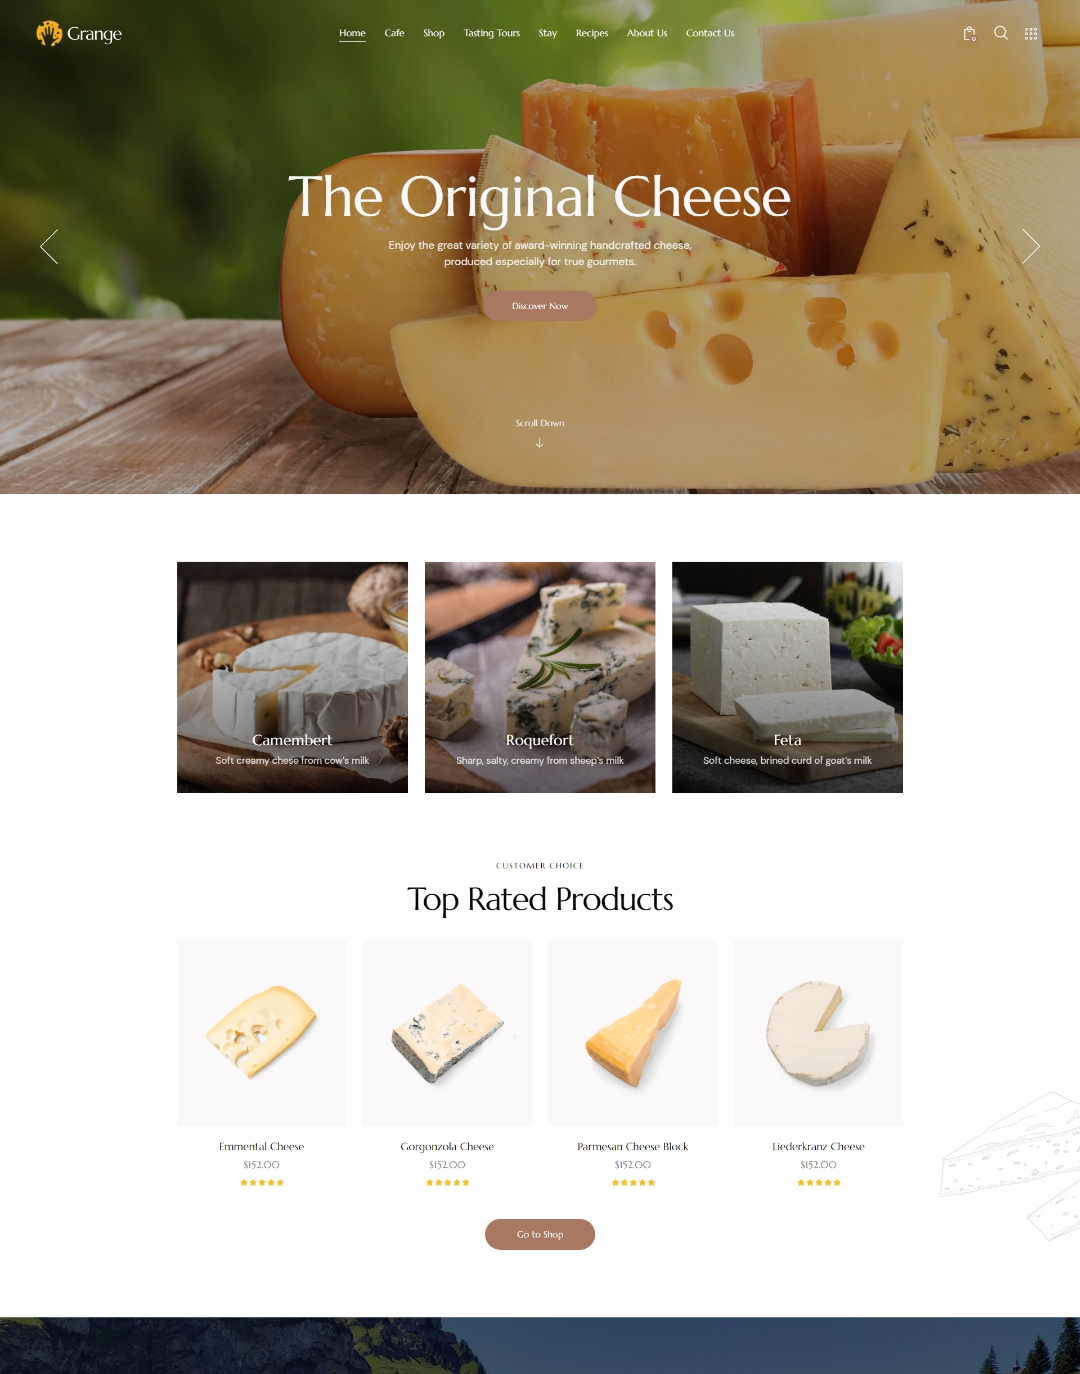 Grange
Home Cafe Shop Tasting Tours Stay Recipes About Us Contact Us
0
The Original Cheese
Enjoy the great variety of award-winning handcrafted cheese,
produced especially for true gourmets.
Discover Now
Scroll Down
Camembert
Soft creamy chese from cow's milk
Roquefort
Sharp, salty, creamy from sheep's milk
Feta
Soft cheese, brined curd of goat's milk
CUSTOMER CHOICE
Top Rated Products
Emmental Cheese
$152.00
Gorgonzola Cheese
$152.00
Parmesan Cheese Block
$152.00
Liederkranz Cheese
$152.00
Go to Shop